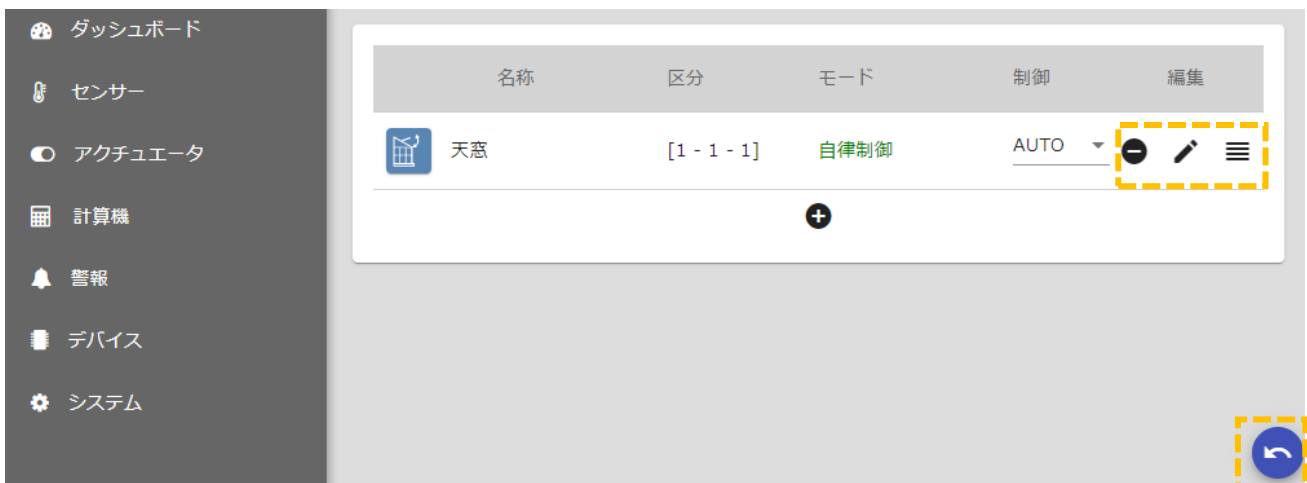 ダッシュボード
センサー
アクチュエータ
計算機
警報
デバイス
システム
名称 区分 モード 制御 編集
天窓 [1 - 1 - 1] 自律制御 AUTO